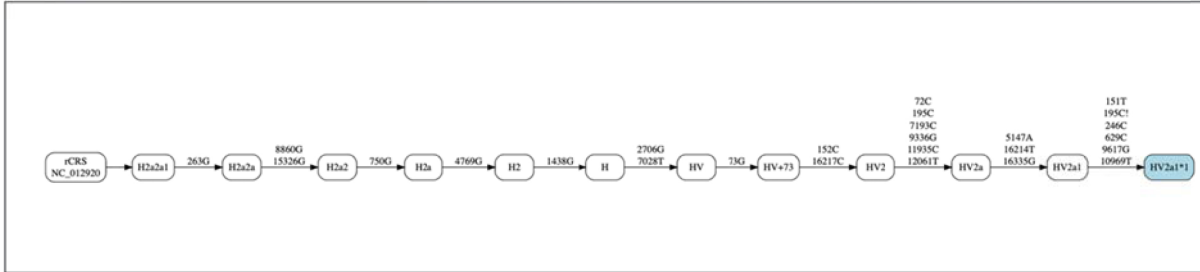 rCRS
NC_012920
H2a2a1
263G
H2a2a
8860G
15326G
H2a2
750G
H2a
4769G
H2
1438G
H
2706G
7028T
HV
73G
HV+73
152C
16217C
HV2
72C
195C
7193C
9336G
11935C
12061T
HV2a
5147A
16214T
16335G
HV2a1
151T
195C!
246C
629C
9617G
10969T
HV2a1*1